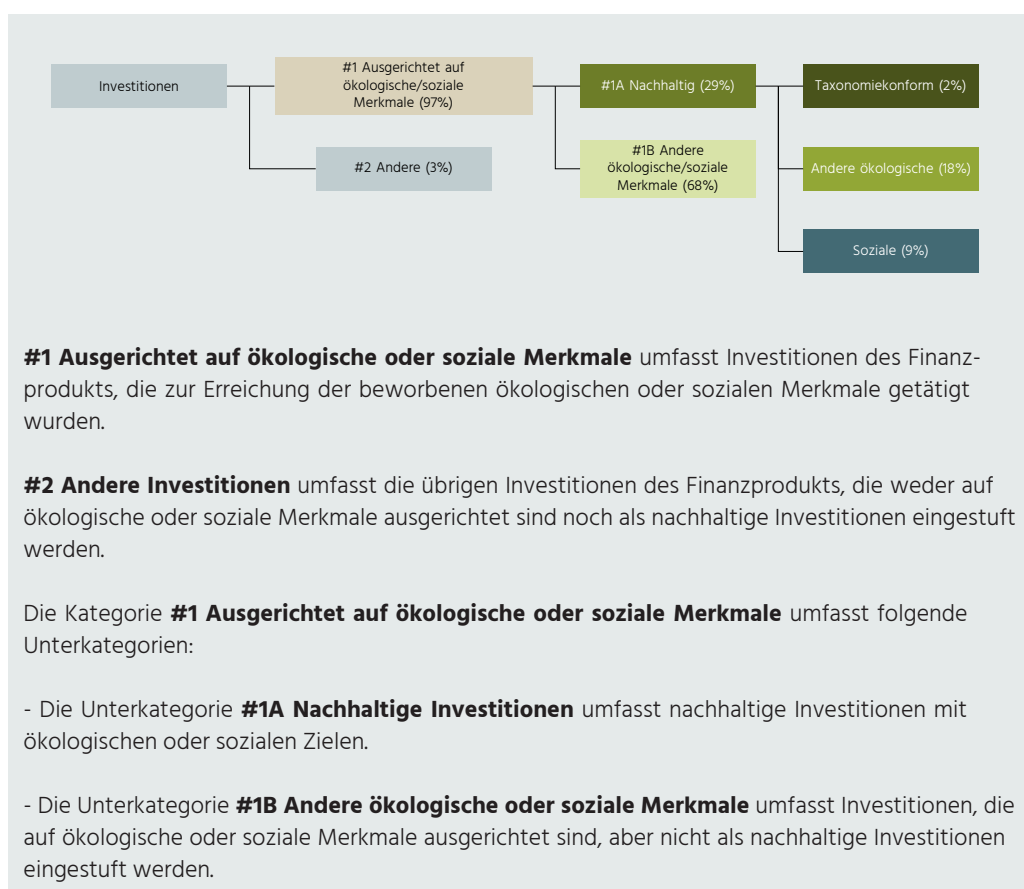 Investitionen
#1 Ausgerichtet auf
ökologische/soziale
Merkmale (97%)
#1A Nachhaltig (29%)
Taxonomiekonform (2%)
#2 Andere (3%)
#1B Andere
ökologische/soziale
Merkmale (68%)
Andere ökologische (18%)
Soziale (9%)
#1 Ausgerichtet auf ökologische oder soziale Merkmale umfasst Investitionen des Finanz-
produkts, die zur Erreichung der beworbenen ökologischen oder sozialen Merkmale getätigt
wurden.
#2 Andere Investitionen umfasst die übrigen Investitionen des Finanzprodukts, die weder auf
ökologische oder soziale Merkmale ausgerichtet sind noch als nachhaltige Investitionen eingestuft
werden.
Die Kategorie #1 Ausgerichtet auf ökologische oder soziale Merkmale umfasst folgende
Unterkategorien:
- Die Unterkategorie #1A Nachhaltige Investitionen umfasst nachhaltige Investitionen mit
ökologischen oder sozialen Zielen.
- Die Unterkategorie #1B Andere ökologische oder soziale Merkmale umfasst Investitionen, die
auf ökologische oder soziale Merkmale ausgerichtet sind, aber nicht als nachhaltige Investitionen
eingestuft werden.